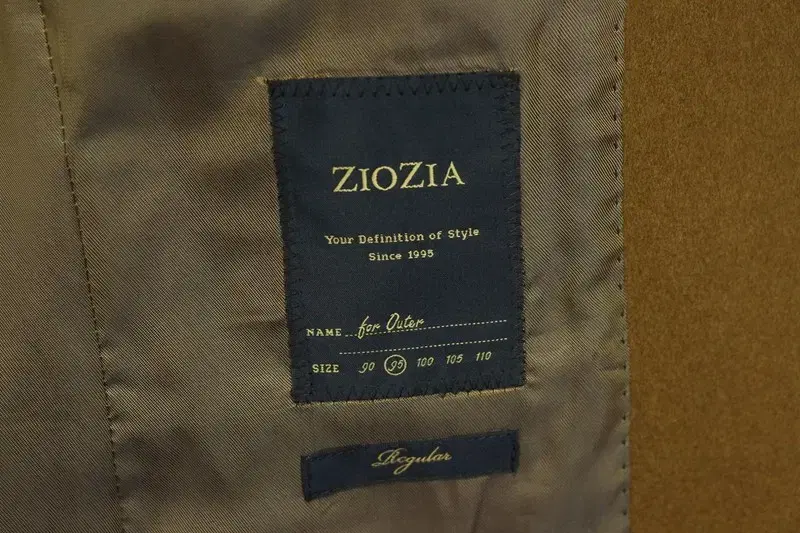 ZIOZIA
Your Definition of Style
Since 1995
NAME for Outer
SIZE 90 95 100 105 110
Regular